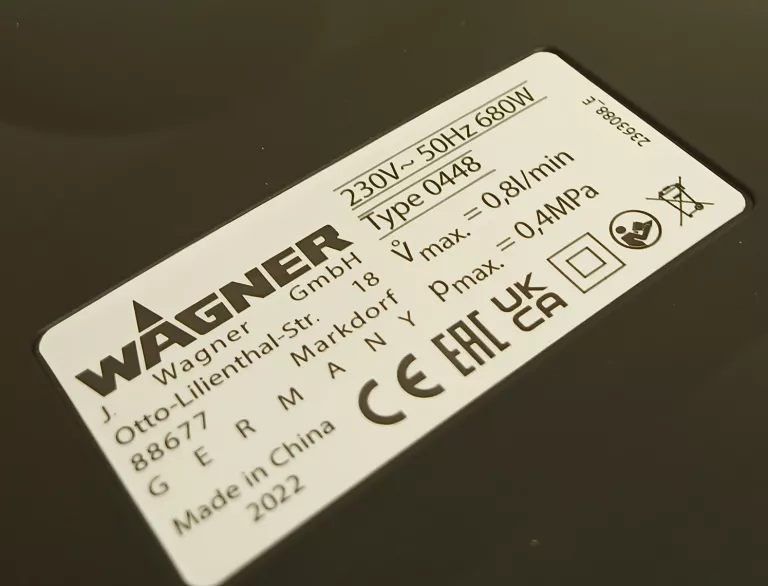 WAGNER
J. Wagner GmbH
Otto-Lilienthal-Str. 18
88677 Markdorf
GERMANY
Made in China
2022
230V~ 50Hz 680W
Type 0448
V̊ max. = 0,8l/min
pmax. = 0,4MPa
CE EAC UK
CA
2363088_E